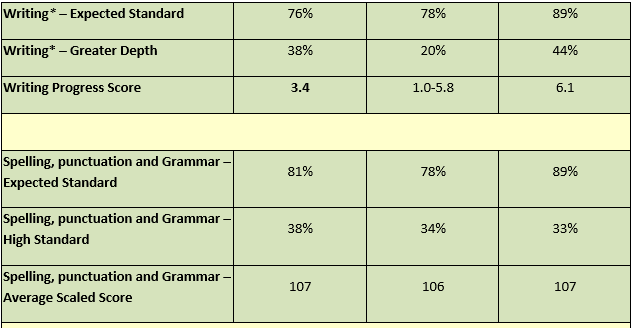 Writing* – Expected Standard 76% 78% 89%
Writing* – Greater Depth 38% 20% 44%
Writing Progress Score 3.4 1.0-5.8 6.1
Spelling, punctuation and Grammar –
Expected Standard 81% 78% 89%
Spelling, punctuation and Grammar –
High Standard 38% 34% 33%
Spelling, punctuation and Grammar –
Average Scaled Score 107 106 107